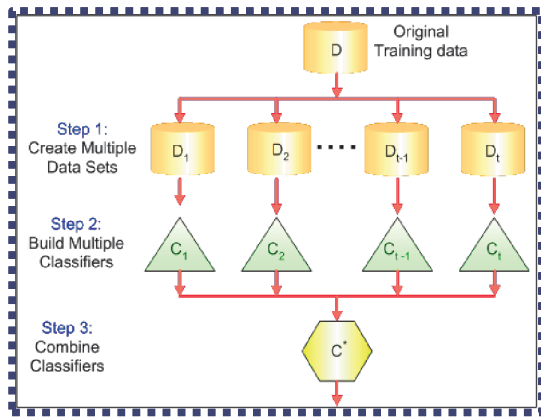 Original
Training data
D
Step 1:
Create Multiple
Data Sets
D1
D2
....
Dt-1
Dt
Step 2:
Build Multiple
Classifiers
C1
C2
Ct-1
Ct
Step 3:
Combine
Classifiers
C*